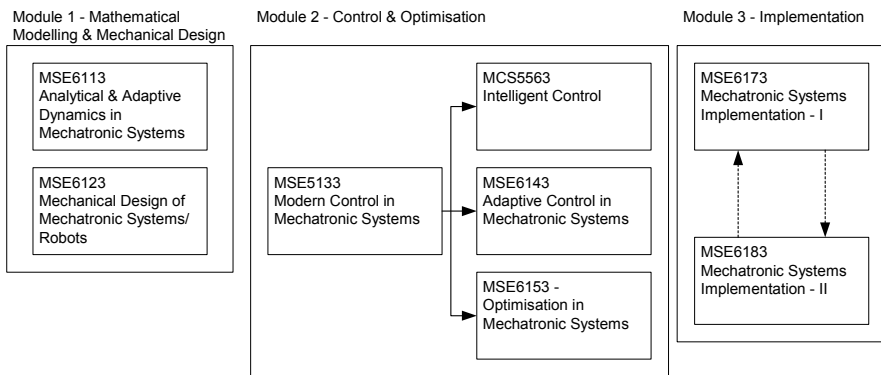 Module 1 - Mathematical
Modelling & Mechanical Design
MSE6113
Analytical & Adaptive
Dynamics in
Mechatronic Systems
MSE6123
Mechanical Design of
Mechatronic Systems/
Robots
Module 2 - Control & Optimisation
MSE5133
Modern Control in
Mechatronic Systems
MCS5563
Intelligent Control
MSE6143
Adaptive Control in
Mechatronic Systems
MSE6153 -
Optimisation in
Mechatronic Systems
Module 3 - Implementation
MSE6173
Mechatronic Systems
Implementation - I
MSE6183
Mechatronic Systems
Implementation - II